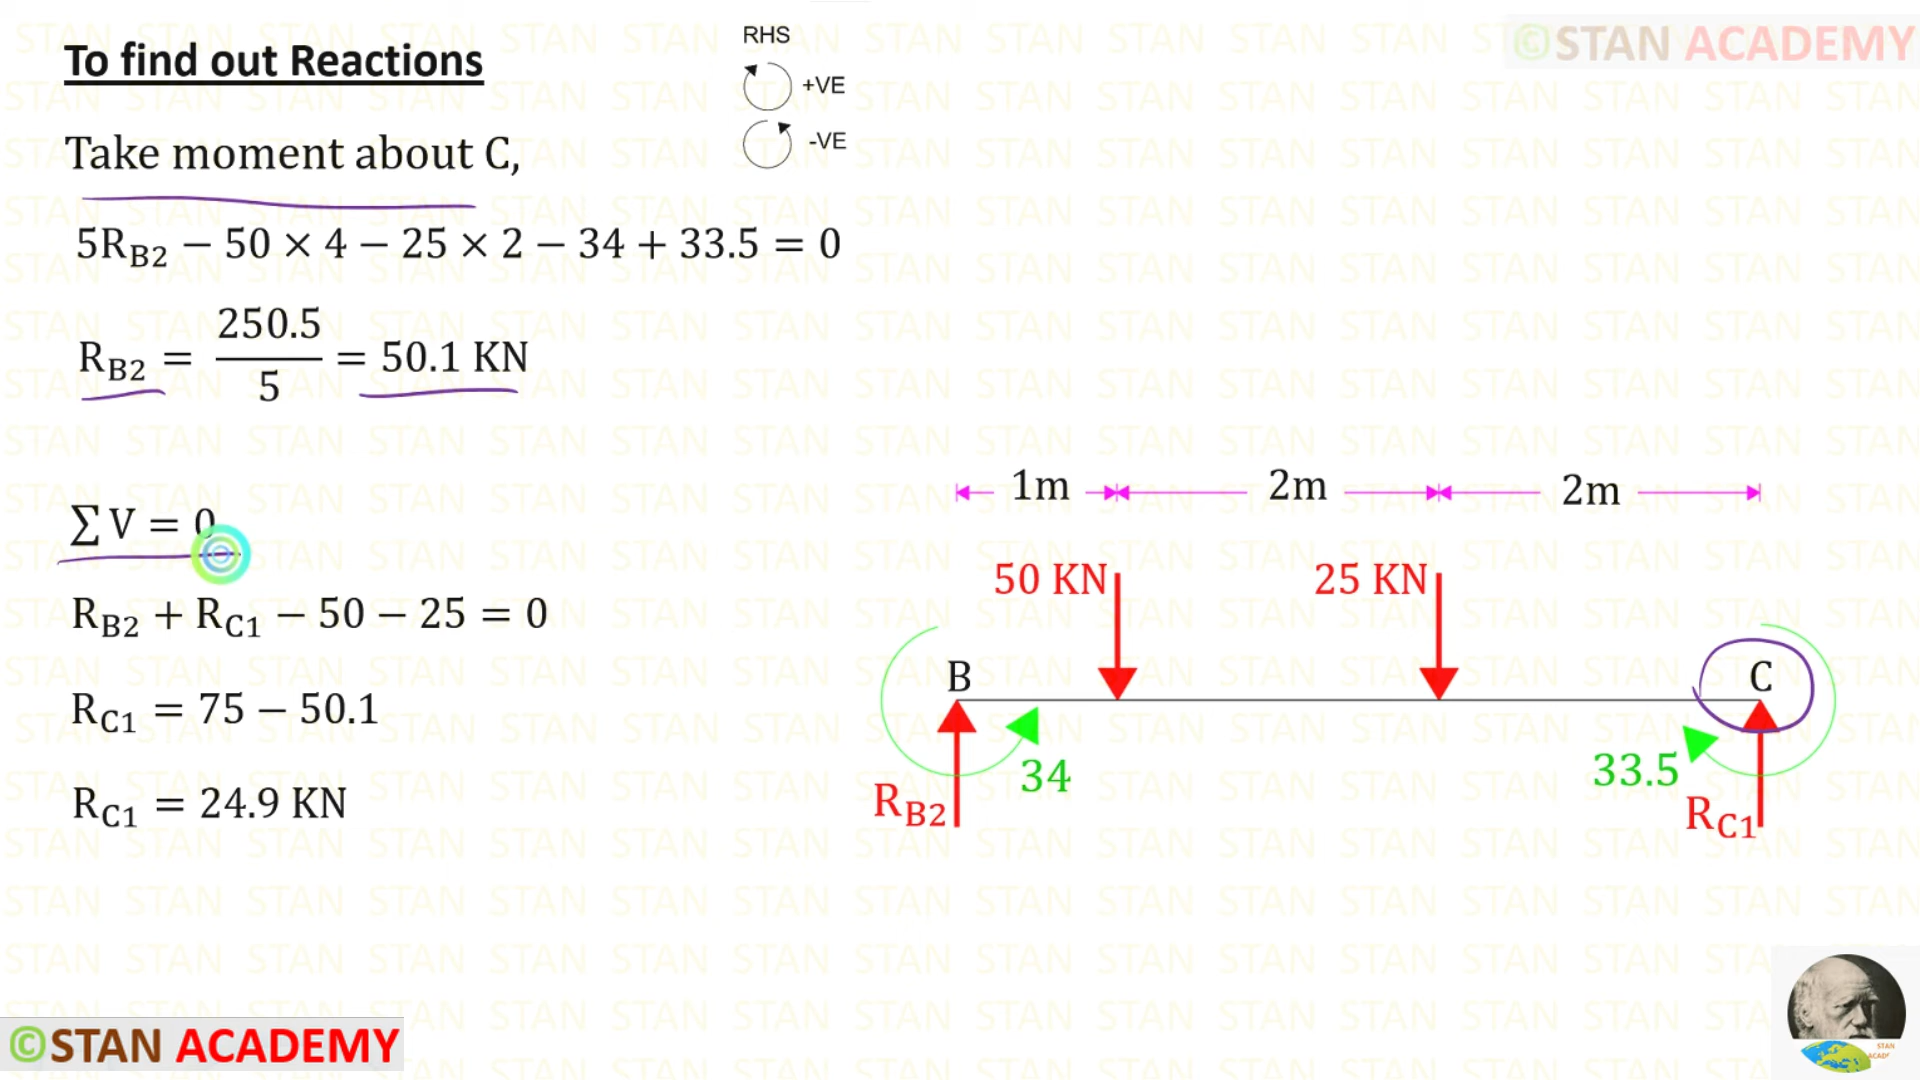 To find out Reactions
RHS
+VE
-VE
©STAN ACADEMY
Take moment about C,
5R_B2 − 50 × 4 − 25 × 2 − 34 + 33.5 = 0
R_B2 = 250.5/5 = 50.1 KN
∑ V = 0
R_B2 + R_C1 − 50 − 25 = 0
R_C1 = 75 − 50.1
R_C1 = 24.9 KN
1m 2m 2m
50 KN 25 KN
B C
34 33.5
R_B2 R_C1
©STAN ACADEMY
STAN
ACADEMY